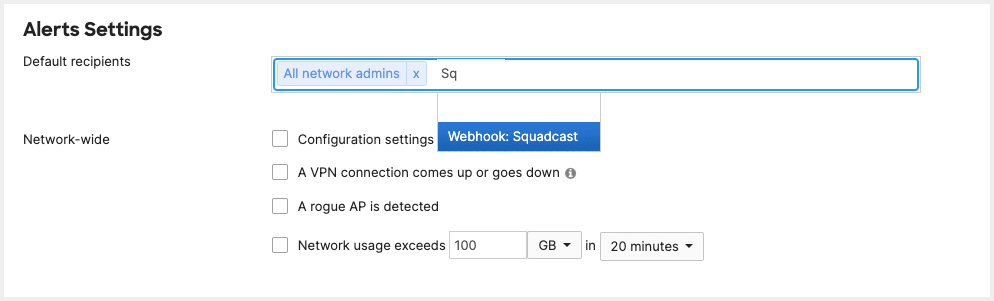 Alerts Settings
Default recipients
All network admins x Sq
Webhook: Squadcast
Network-wide
Configuration settings
A VPN connection comes up or goes down i
A rogue AP is detected
Network usage exceeds 100 GB in 20 minutes